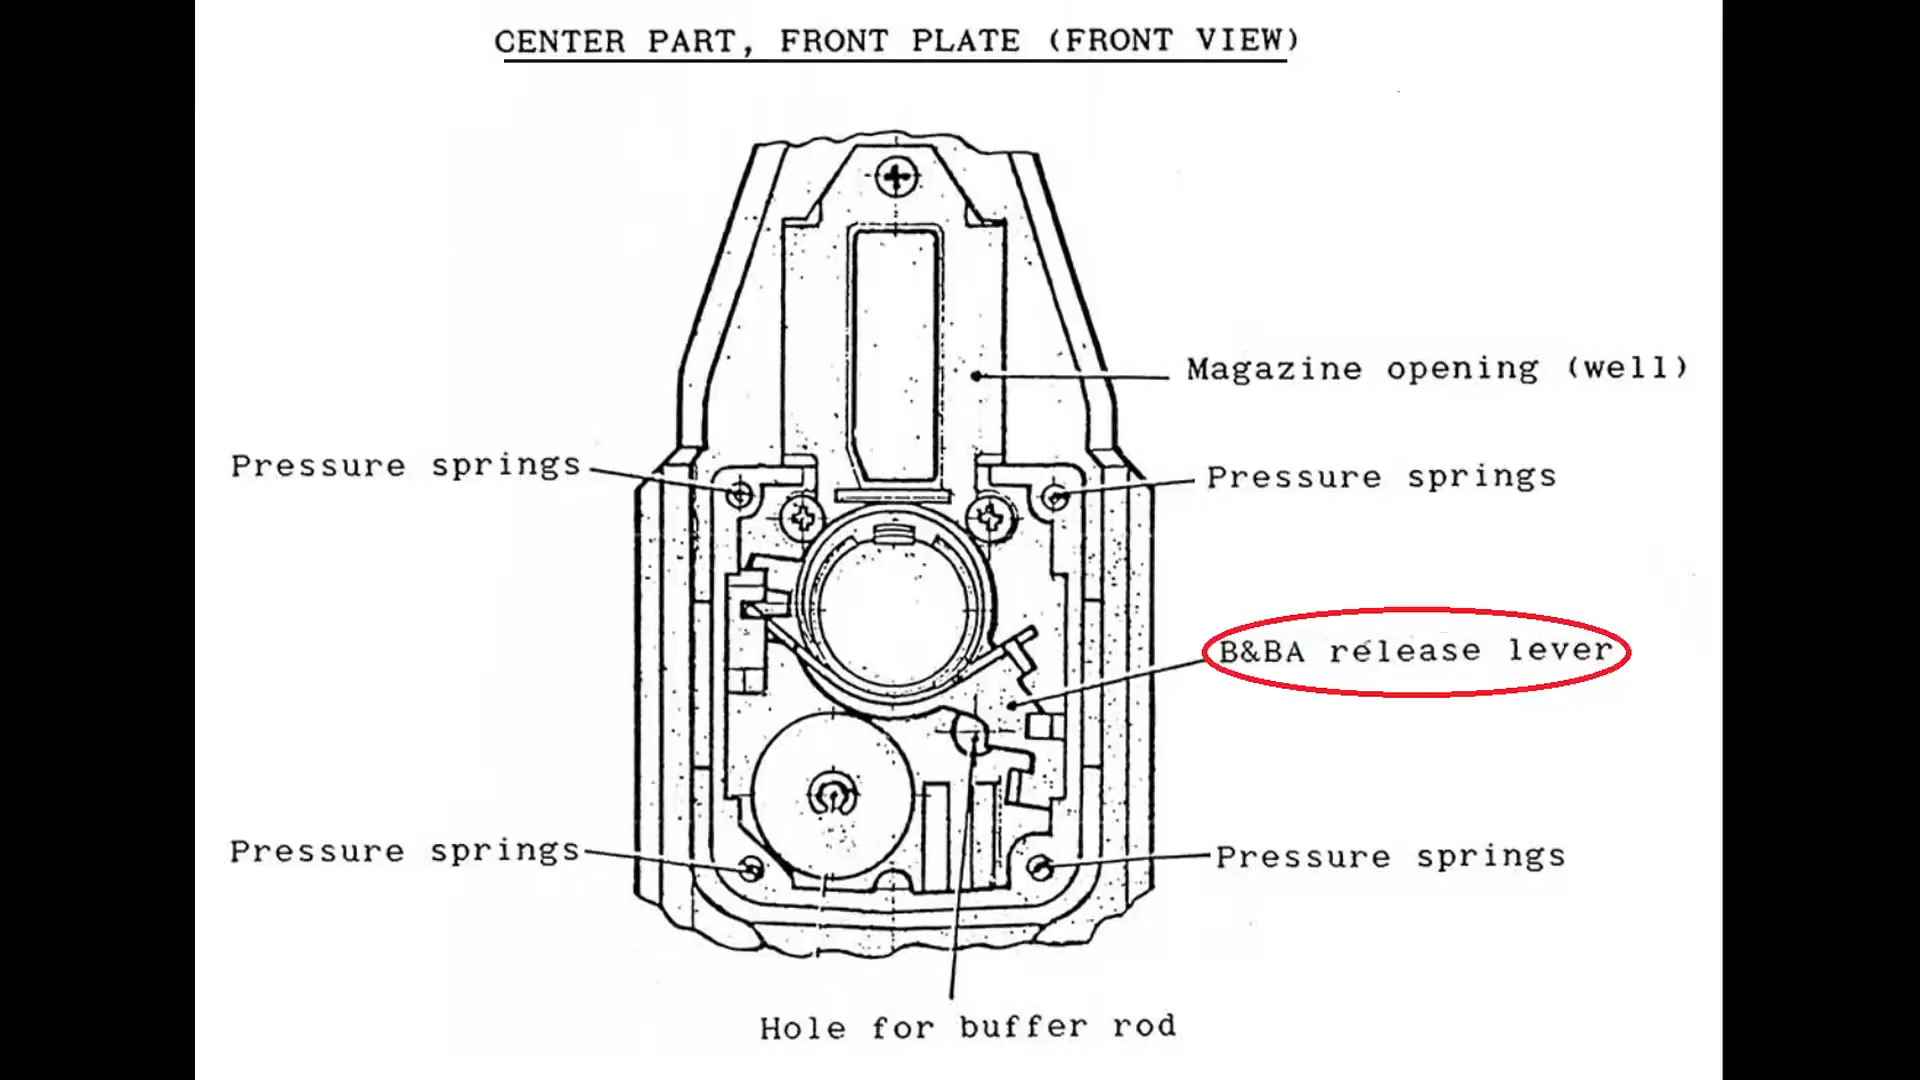 CENTER PART, FRONT PLATE (FRONT VIEW)
Magazine opening (well)
Pressure springs
Pressure springs
B&BA release lever
Pressure springs
Pressure springs
Hole for buffer rod